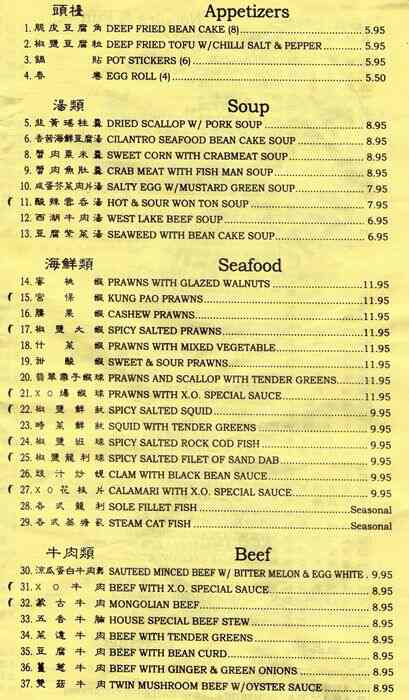 頭檯 Appetizers
1. 脆皮豆腐角 DEEP FRIED BEAN CAKE (8) 5.95
2. 椒鹽豆腐粒 DEEP FRIED TOFU W/CHILLI SALT & PEPPER 5.95
3. 鍋貼 POT STICKERS (6) 5.95
4. 春卷 EGG ROLL (4) 5.50
湯類 Soup
5. 韭黃瑤柱羹 DRIED SCALLOP W/ PORK SOUP 8.95
6. 香茜海鮮豆腐湯 CILANTRO SEAFOOD BEAN CAKE SOUP 8.95
8. 蟹肉粟米羹 SWEET CORN WITH CRABMEAT SOUP 8.95
9. 蟹肉魚肚羹 CRAB MEAT WITH FISH MAN SOUP 8.95
10. 咸蛋芥菜肉片湯 SALTY EGG W/MUSTARD GREEN SOUP 7.95
11. 酸辣雲吞湯 HOT & SOUR WON TON SOUP 7.95
12. 西湖牛肉湯 WEST LAKE BEEF SOUP 6.95
13. 豆腐紫菜湯 SEAWEED WITH BEAN CAKE SOUP 6.95
海鮮類 Seafood
14. 蜜桃蝦 PRAWNS WITH GLAZED WALNUTS 11.95
15. 宮保蝦 KUNG PAO PRAWNS 11.95
16. 腰果蝦 CASHEW PRAWNS 11.95
17. 椒鹽大蝦 SPICY SALTED PRAWNS 11.95
18. 什菜蝦 PRAWNS WITH MIXED VEGETABLE 11.95
19. 甜酸蝦 SWEET & SOUR PRAWNS 11.95
20. 翡翠帶子蝦球 PRAWNS AND SCALLOP WITH TENDER GREENS 11.95
21. XO爆蝦球 PRAWNS WITH X.O. SPECIAL SAUCE 11.95
22. 椒鹽鮮魷 SPICY SALTED SQUID 9.95
23. 時菜鮮魷 SQUID WITH TENDER GREENS 9.95
24. 椒鹽斑球 SPICY SALTED ROCK COD FISH 9.95
25. 椒鹽龍利球 SPICY SALTED FILET OF SAND DAB 9.95
26. 豉汁炒蜆 CLAM WITH BLACK BEAN SAUCE 9.95
27. XO花枝片 CALAMARI WITH X.O. SPECIAL SAUCE 9.95
28. 各式龍利 SOLE FILLET FISH Seasonal
29. 各式蒸塘虱 STEAM CAT FISH Seasonal
牛肉類 Beef
30. 涼瓜蛋白牛肉鬆 SAUTEED MINCED BEEF W/ BITTER MELON & EGG WHITE . 9.95
31. XO牛肉 BEEF WITH X.O. SPECIAL SAUCE 8.95
32. 蒙古牛肉 MONGOLIAN BEEF 8.95
33. 五香牛腩 HOUSE SPECIAL BEEF STEW 8.95
34. 菜遠牛肉 BEEF WITH TENDER GREENS 8.95
35. 豆腐牛肉 BEEF WITH BEAN CURD 8.95
36. 薑葱牛肉 BEEF WITH GINGER & GREEN ONIONS 8.95
37. 雙菇牛肉 TWIN MUSHROOM BEEF W/OYSTER SAUCE 8.95